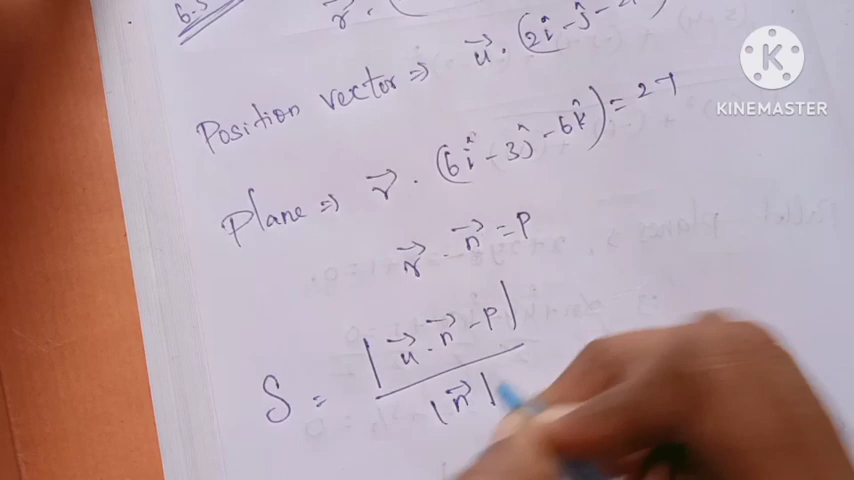 6.5
r⃗ . (
Position vector ⇒ u⃗ . (2î - ĵ -
Plane ⇒ r⃗ . (6î - 3ĵ - 6k̂) = 27
r⃗ . n⃗ = P
δ = |u⃗ . n⃗ - P| / |n⃗|
K
KINEMASTER